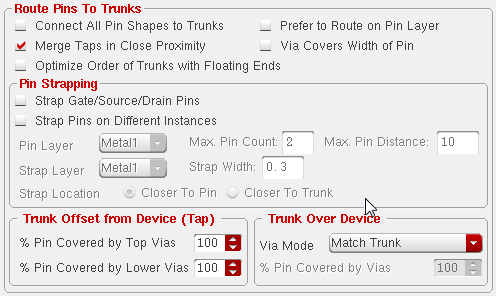 Route Pins To Trunks
Connect All Pin Shapes to Trunks Prefer to Route on Pin Layer
Merge Taps in Close Proximity Via Covers Width of Pin
Optimize Order of Trunks with Floating Ends
Pin Strapping
Strap Gate/Source/Drain Pins
Strap Pins on Different Instances
Pin Layer Metal1 Max. Pin Count: 2 Max. Pin Distance: 10
Strap Layer Metal1 Strap Width: 0.3
Strap Location Closer To Pin Closer To Trunk
Trunk Offset from Device (Tap)
% Pin Covered by Top Vias 100
% Pin Covered by Lower Vias 100
Trunk Over Device
Via Mode Match Trunk
% Pin Covered by Vias 100